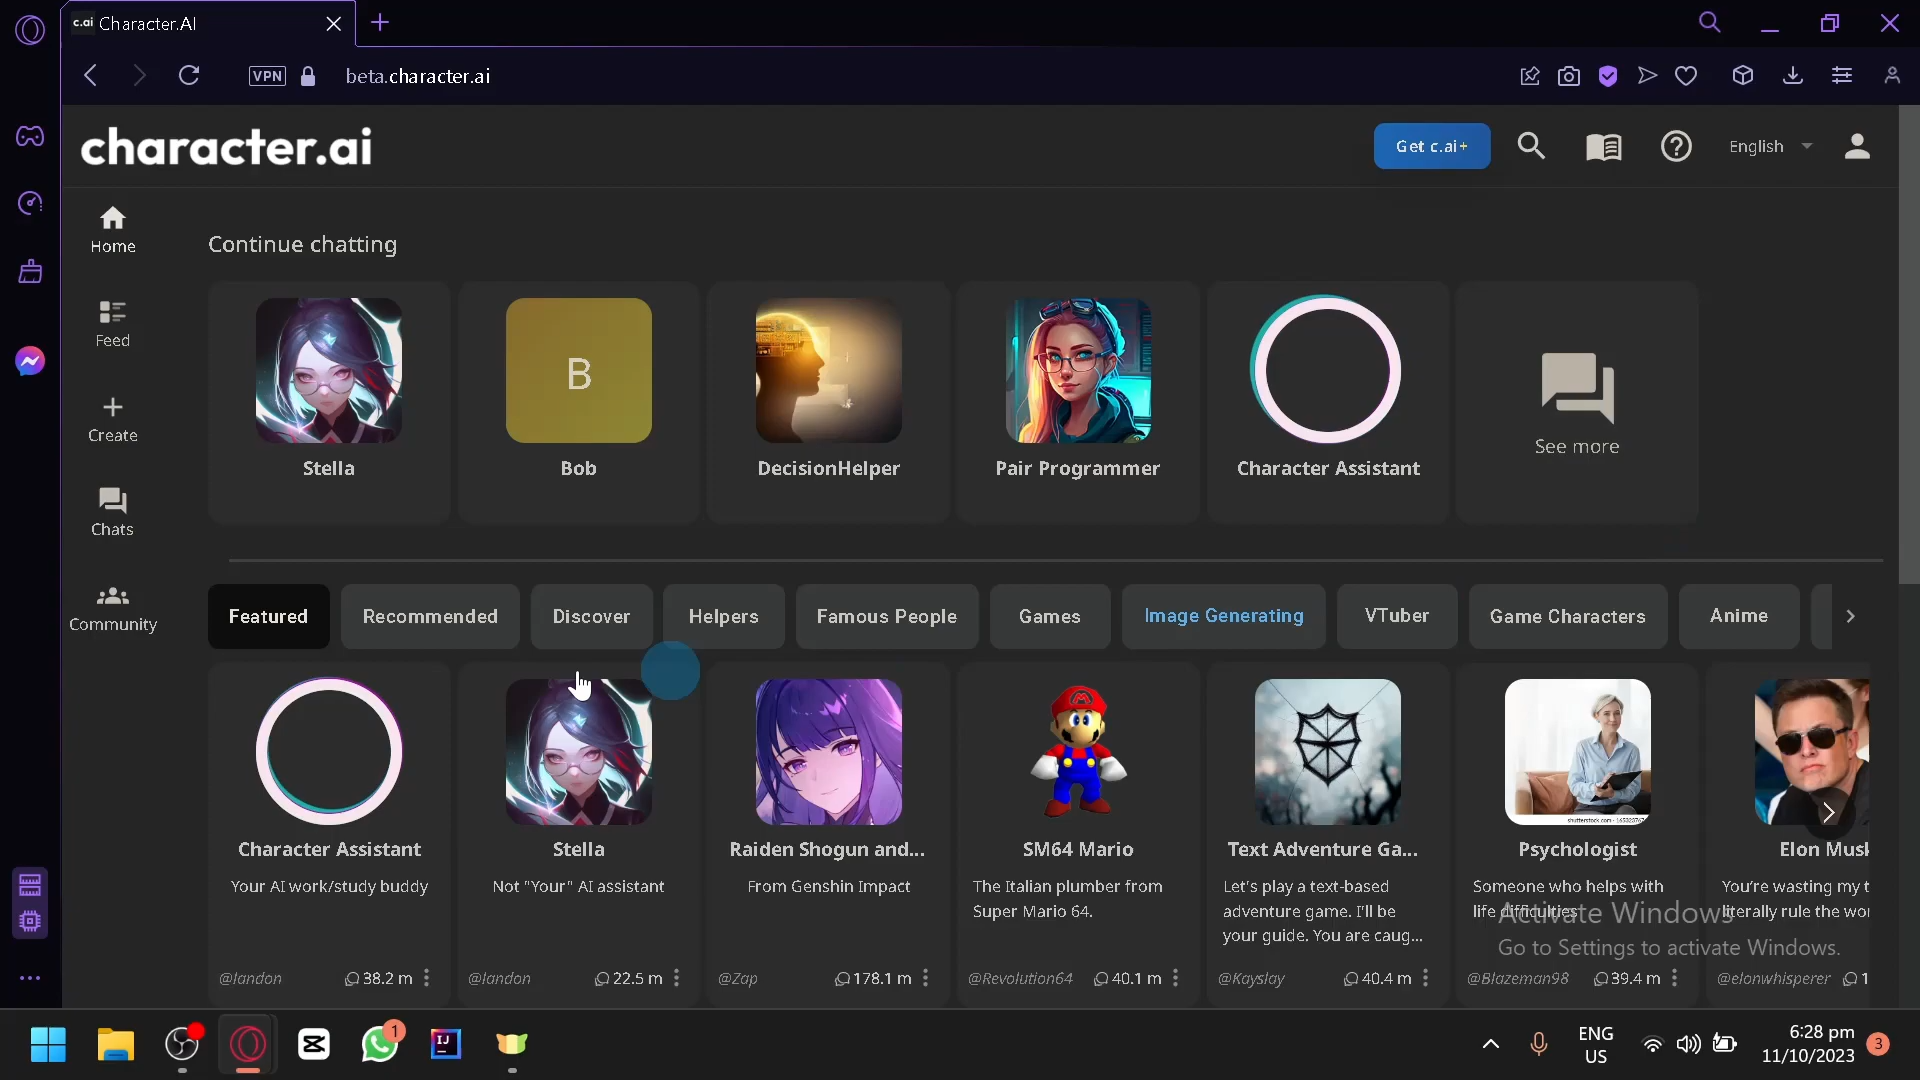 c.ai Character.AI
VPN beta.character.ai
character.ai
Get c.ai+
English
Home
Feed
Create
Chats
Community
Continue chatting
B
Stella
Bob
DecisionHelper
Pair Programmer
Character Assistant
See more
Featured
Recommended
Discover
Helpers
Famous People
Games
Image Generating
VTuber
Game Characters
Anime
Character Assistant
Your AI work/study buddy
@landon 38.2 m
Stella
Not "Your" AI assistant
@landon 22.5 m
Raiden Shogun and...
From Genshin Impact
@Zap 178.1 m
SM64 Mario
The Italian plumber from
Super Mario 64.
@Revolution64 40.1 m
Text Adventure Ga...
Let's play a text-based
adventure game. I'll be
your guide. You are caug...
@Kayslay 40.4 m
Psychologist
Someone who helps with
life difficulties
@Blazeman98 39.4 m
Elon Musk
You're wasting my t
literally rule the wor
@elonwhisperer 1
Activate Windows
Go to Settings to activate Windows.
1
IJ
ENG
US
6:28 pm
11/10/2023
3